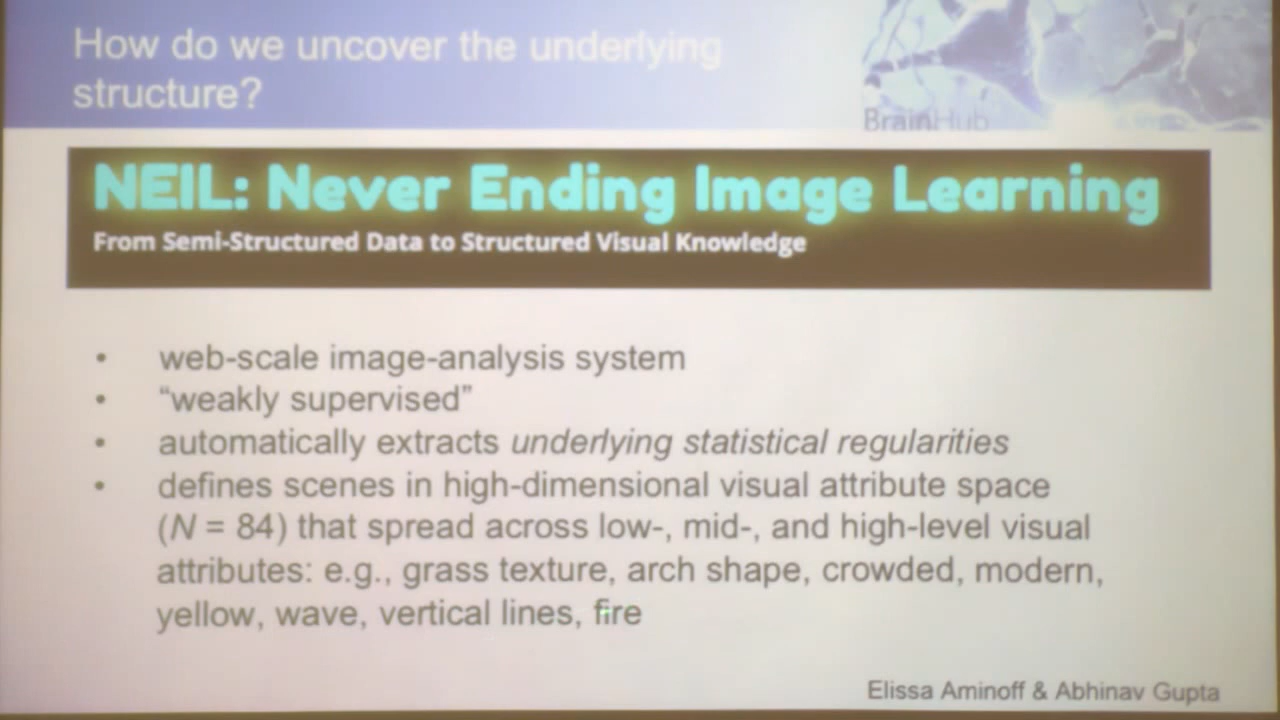 How do we uncover the underlying
structure?
BrainHub
NEIL: Never Ending Image Learning
From Semi-Structured Data to Structured Visual Knowledge
• web-scale image-analysis system
• “weakly supervised”
• automatically extracts underlying statistical regularities
• defines scenes in high-dimensional visual attribute space
(N = 84) that spread across low-, mid-, and high-level visual
attributes: e.g., grass texture, arch shape, crowded, modern,
yellow, wave, vertical lines, fire
Elissa Aminoff & Abhinav Gupta